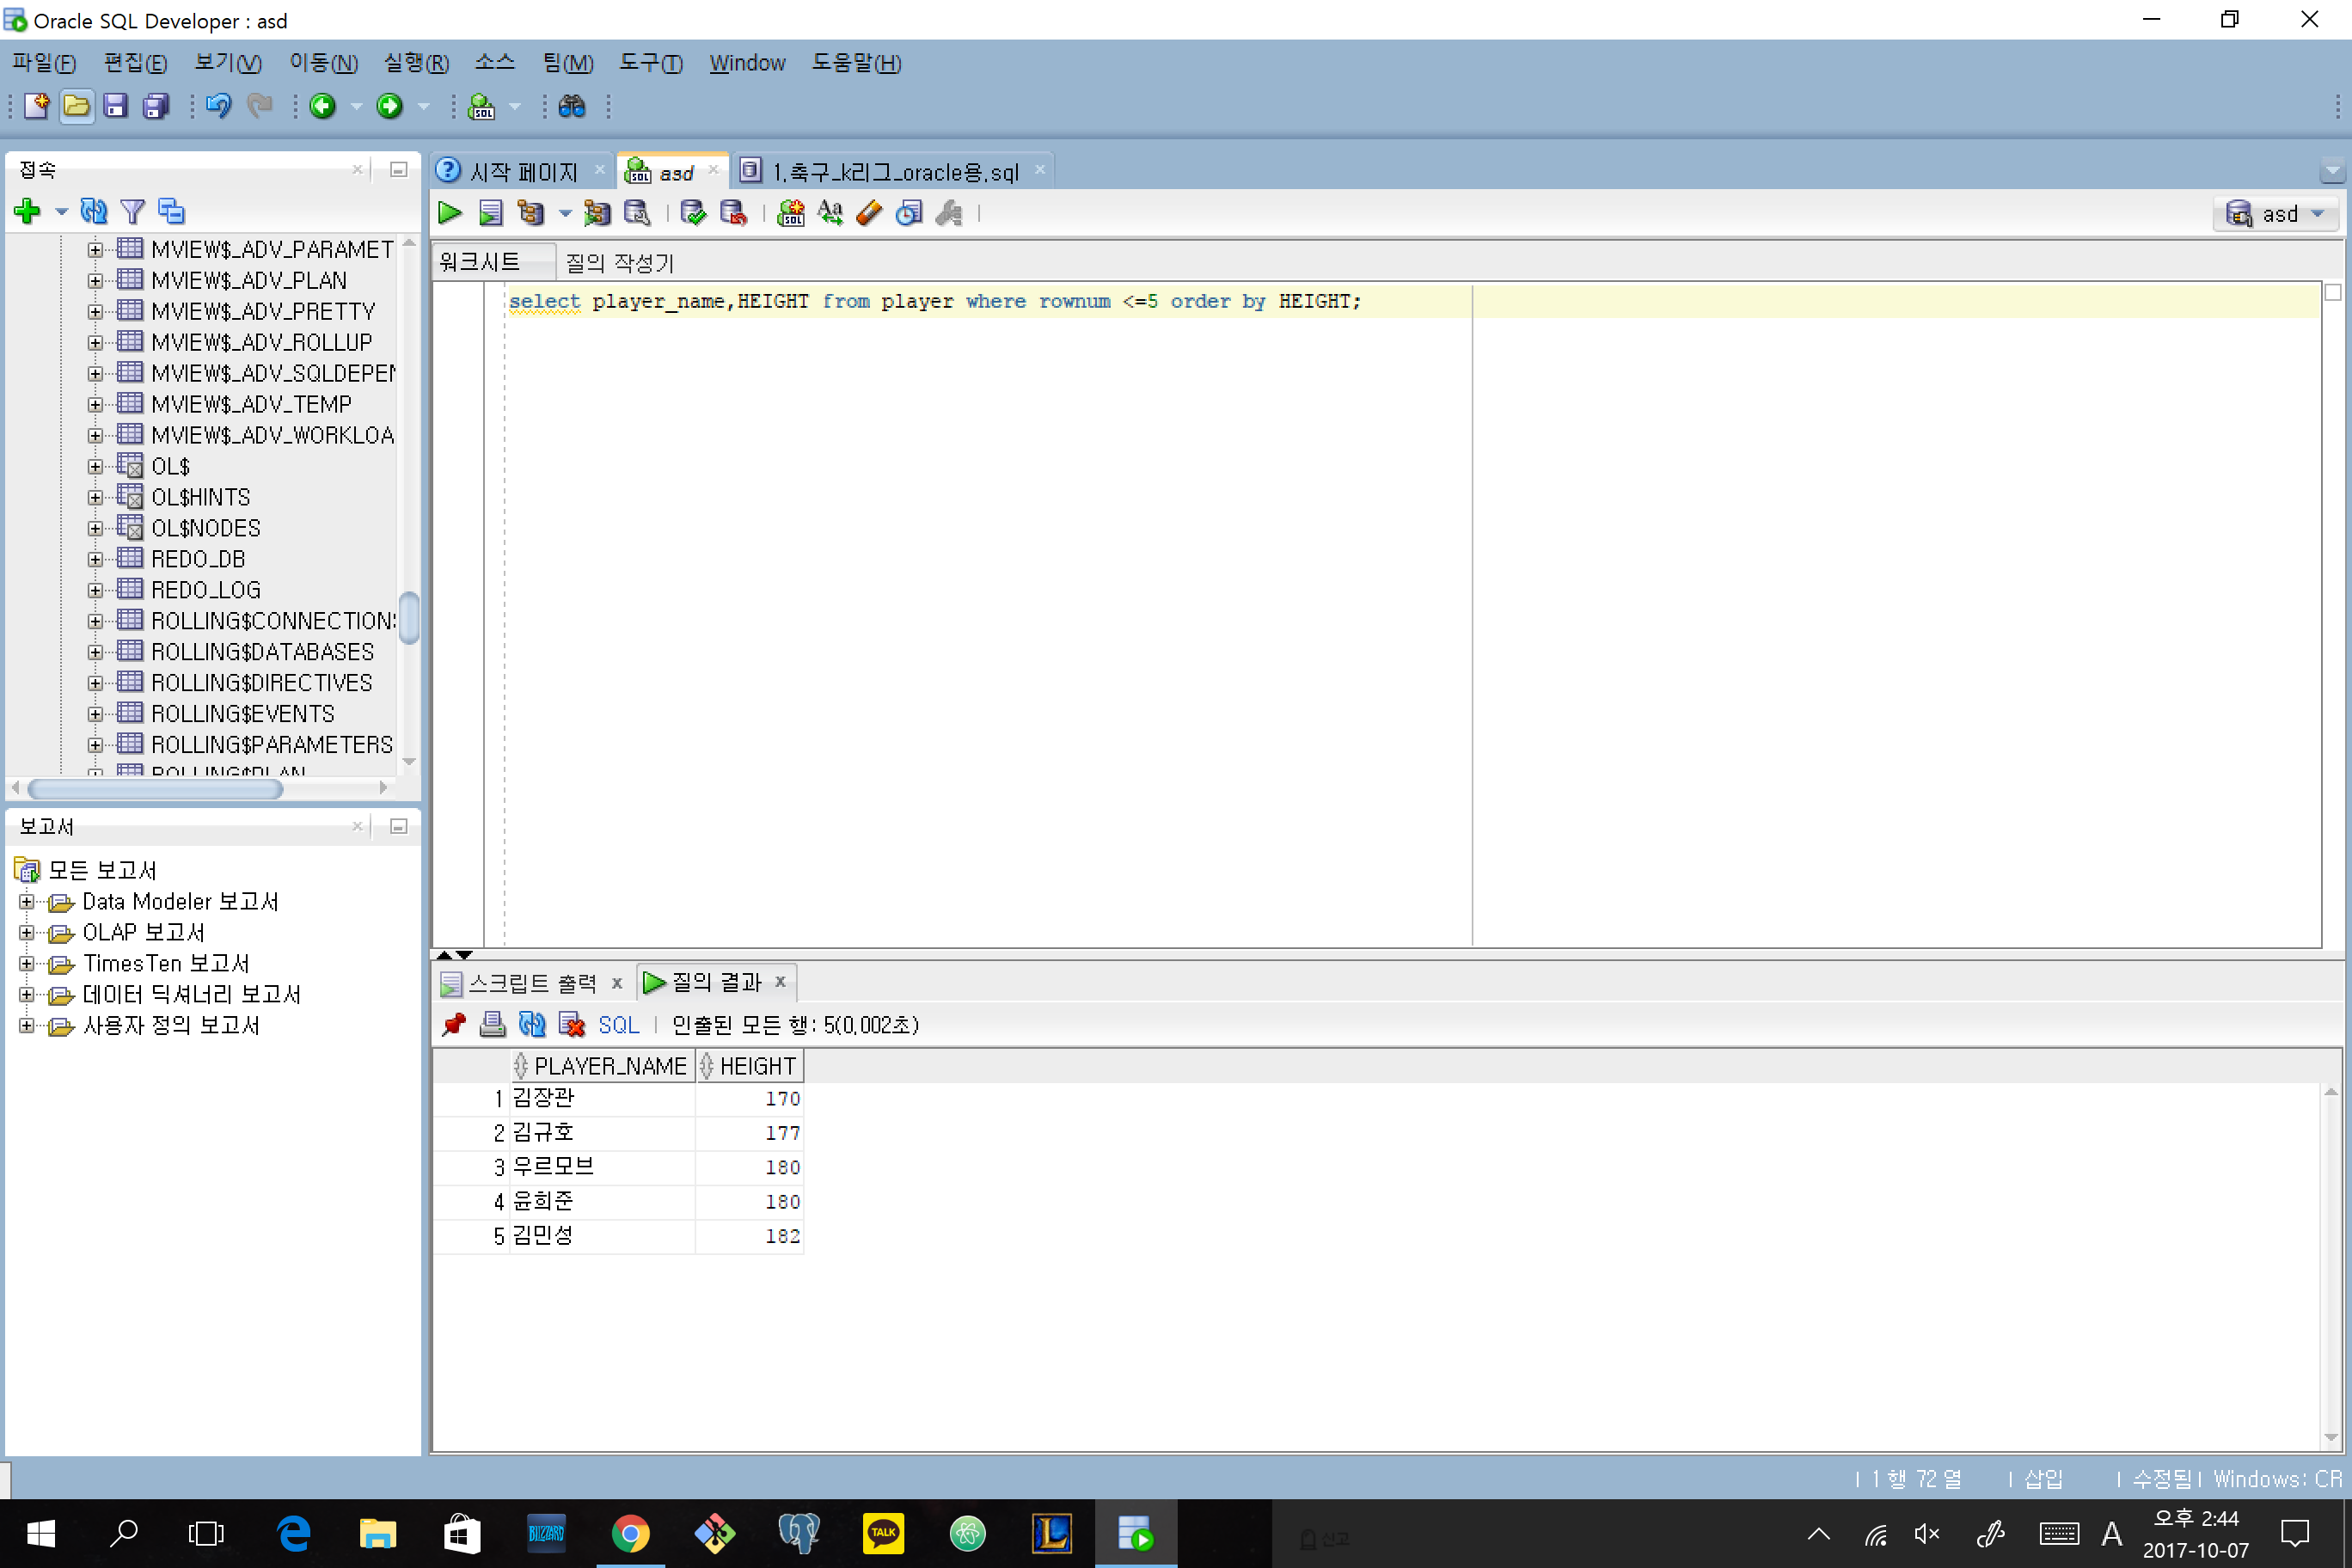 Oracle SQL Developer : asd
파일(F) 편집(E) 보기(V) 이동(N) 실행(R) 소스 팀(M) 도구(T) Window 도움말(H)
접속
시작 페이지 asd 1.축구_k리그_oracle용.sql
asd
워크시트 질의 작성기
select player_name,HEIGHT from player where rownum <=5 order by HEIGHT;
MVIEW$_ADV_PARAMET
MVIEW$_ADV_PLAN
MVIEW$_ADV_PRETTY
MVIEW$_ADV_ROLLUP
MVIEW$_ADV_SQLDEPEN
MVIEW$_ADV_TEMP
MVIEW$_ADV_WORKLOA
OL$
OL$HINTS
OL$NODES
REDO_DB
REDO_LOG
ROLLING$CONNECTIONS
ROLLING$DATABASES
ROLLING$DIRECTIVES
ROLLING$EVENTS
ROLLING$PARAMETERS
ROLLING$PLAN
보고서
모든 보고서
Data Modeler 보고서
OLAP 보고서
TimesTen 보고서
데이터 딕셔너리 보고서
사용자 정의 보고서
스크립트 출력 질의 결과
SQL 인출된 모든 행: 5(0.002초)
PLAYER_NAME HEIGHT
1 김장관 170
2 김규호 177
3 우르모브 180
4 윤희준 180
5 김민성 182
1 행 72 열 삽입 수정됨 Windows: CR
BLIZZARD
TALK
L
신고
A
오후 2:44
2017-10-07